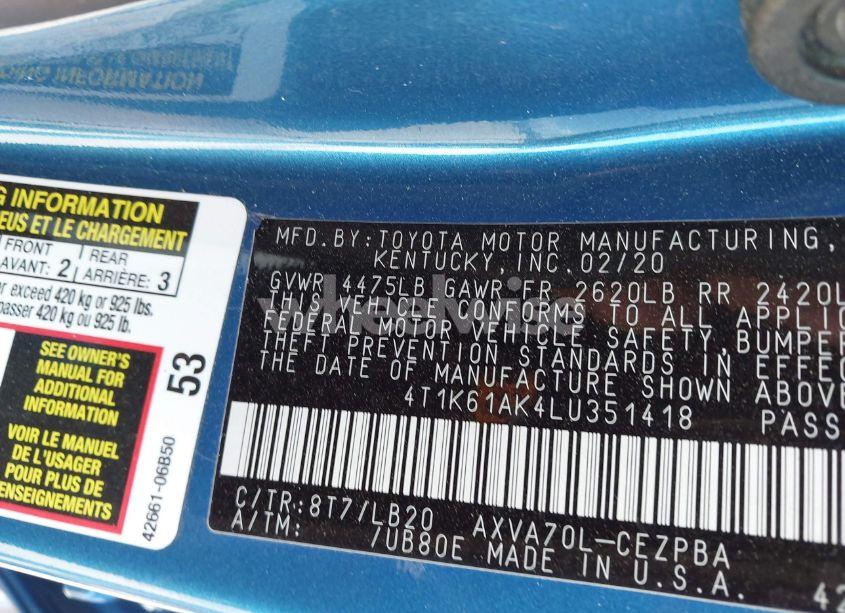 G INFORMATION
EUS ET LE CHARGEMENT
FRONT
AVANT: 2
REAR
ARRIÈRE: 3
er exceed 420 kg or 925 lbs.
passer 420 kg ou 925 lb.
SEE OWNER'S
MANUAL FOR
ADDITIONAL
INFORMATION
VOIR LE MANUEL
DE L'USAGER
POUR PLUS DE
RENSEIGNEMENTS
53
42661-06B50
MFD. BY: TOYOTA MOTOR MANUFACTURING,
KENTUCKY, INC. 02/20
GVWR 4475LB GAWR FR 2620LB RR 2420L
THIS VEHICLE CONFORMS TO ALL APPLIC
FEDERAL MOTOR VEHICLE SAFETY, BUMPER
THEFT PREVENTION STANDARDS IN EFFEC
THE DATE OF MANUFACTURE SHOWN ABOVE
4T1K61AK4LU351418 PASS
C/TR: 8T7/LB20 AXVA70L-CEZPBA
A/TM: /UB80E MADE IN U.S.A.
42